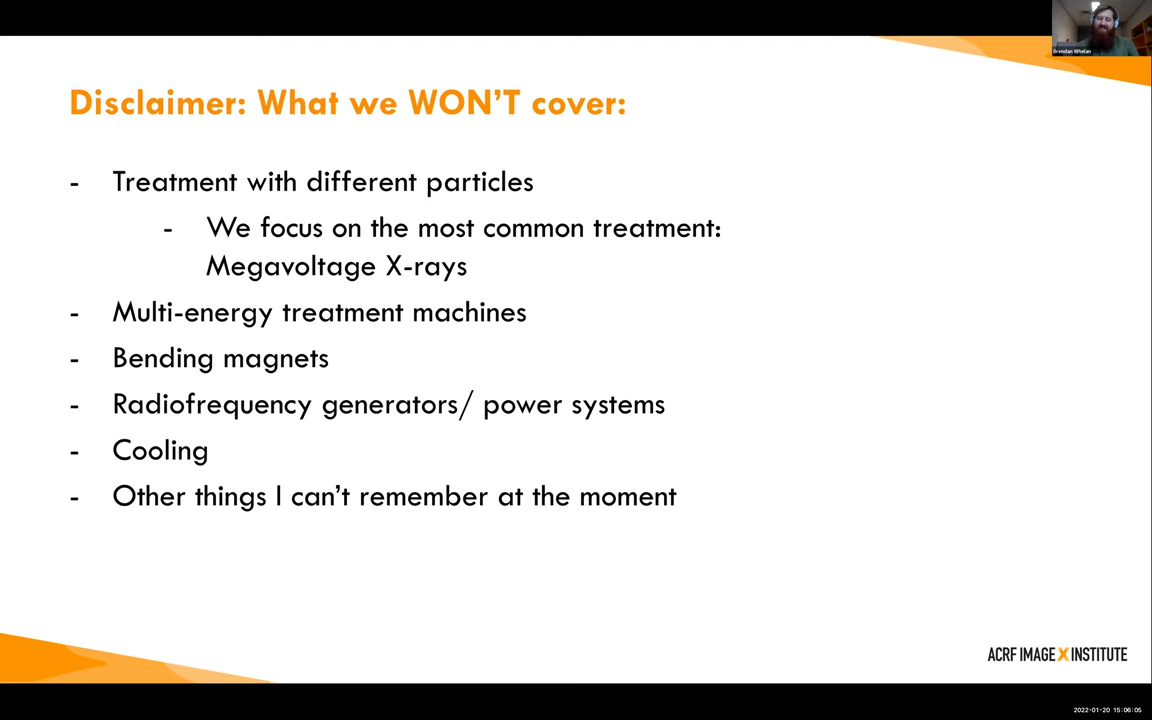 Brendan Whelan
Disclaimer: What we WON'T cover:
- Treatment with different particles
- We focus on the most common treatment:
Megavoltage X-rays
- Multi-energy treatment machines
- Bending magnets
- Radiofrequency generators/ power systems
- Cooling
- Other things I can't remember at the moment
ACRF IMAGE X INSTITUTE
2022-01-20 15:06:05